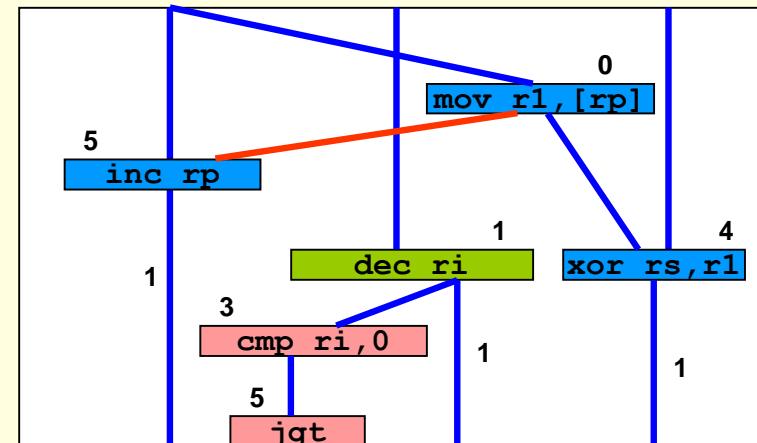 0
mov r1,[rp]
5
inc rp
1 4
dec ri xor rs,r1
1
3
cmp ri,0
1
1
5
jgt